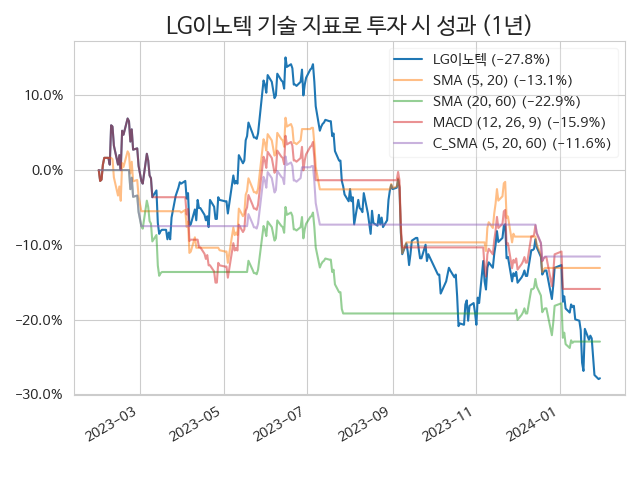 LG이노텍 기술 지표로 투자 시 성과 (1년)
LG이노텍 (−27.8%)
SMA (5, 20) (−13.1%)
SMA (20, 60) (−22.9%)
MACD (12, 26, 9) (−15.9%)
C_SMA (5, 20, 60) (−11.6%)
10.0%
0.0%
−10.0%
−20.0%
−30.0%
2023−03
2023−05
2023−07
2023−09
2023−11
2024−01